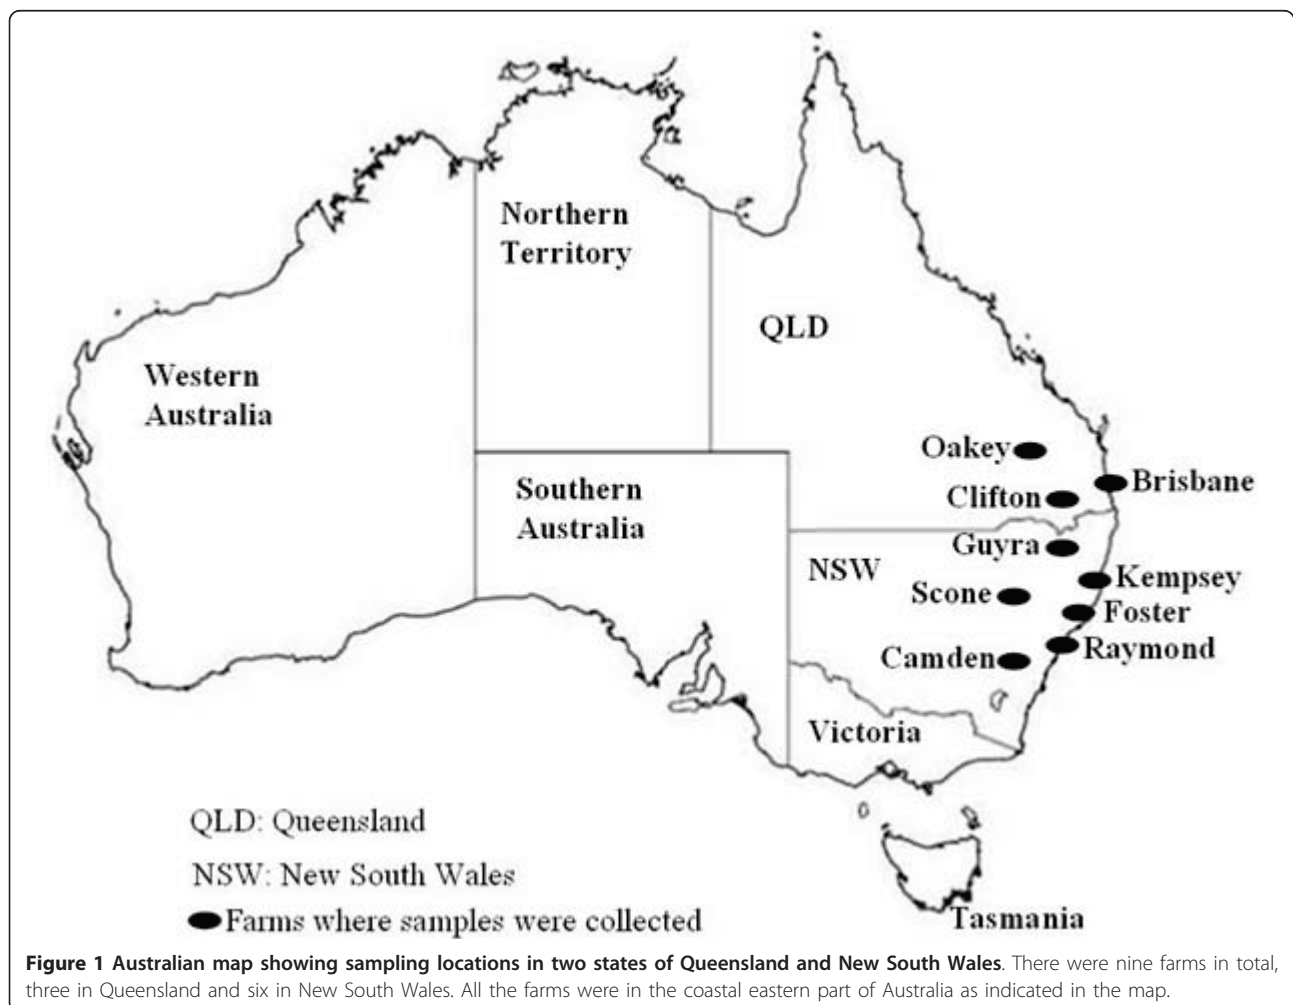 Northern
Territory
QLD
Western
Australia
Oakey
Brisbane
Southern
Australia
Clifton
Guyra
NSW
Kempsey
Scone
Foster
Raymond
Camden
Victoria
QLD: Queensland
NSW: New South Wales
Farms where samples were collected
Tasmania
Figure 1 Australian map showing sampling locations in two states of Queensland and New South Wales. There were nine farms in total,
three in Queensland and six in New South Wales. All the farms were in the coastal eastern part of Australia as indicated in the map.